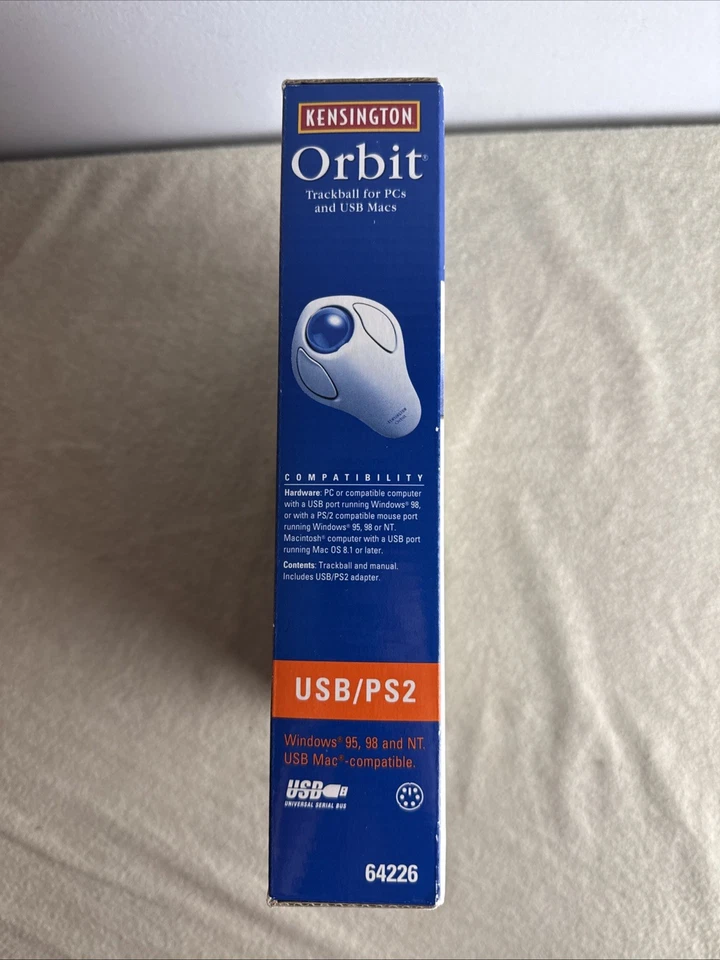 KENSINGTON
Orbit®
Trackball for PCs
and USB Macs
KENSINGTON
Orbit
COMPATIBILITY
Hardware: PC or compatible computer
with a USB port running Windows® 98,
or with a PS/2 compatible mouse port
running Windows® 95, 98 or NT.
Macintosh® computer with a USB port
running Mac OS 8.1 or later.
Contents: Trackball and manual.
Includes USB/PS2 adapter.
USB/PS2
Windows® 95, 98 and NT.
USB Mac®-compatible.
USB
UNIVERSAL SERIAL BUS
64226